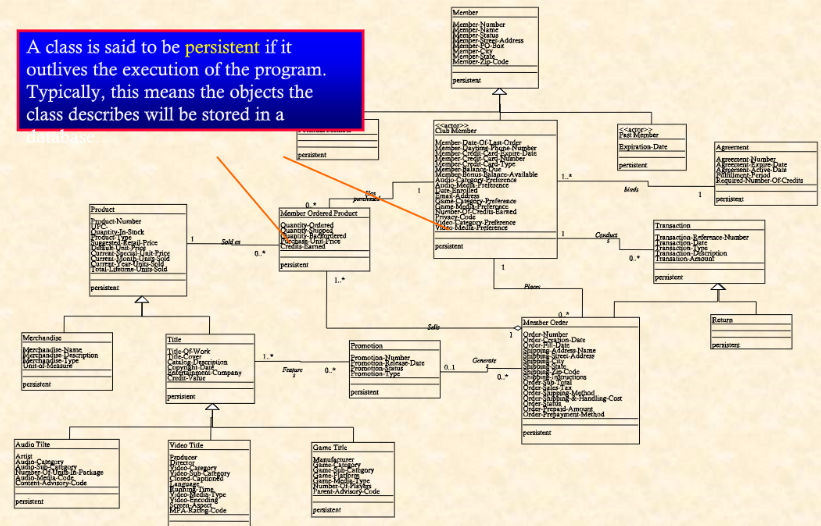 A class is said to be persistent if it
outlives the execution of the program.
Typically, this means the objects the
class describes will be stored in a
database.
Member
Member-Number
Member-Name
Member-Status
Member-Street-Address
Member-PO-Box
Member-City
Member-State
Member-Zip-Code
persistent
persistent
<<actor>>
Club Member
Member-Date-Of-Last-Order
Member-Daytime-Phone-Number
Member-Credit-Card-Expire-Date
Member-Credit-Card-Number
Member-Credit-Card-Type
Member-Balance-Due
Member-Bonus-Balance-Available
Audio-Category-Preference
Audio-Media-Preference
Date-Enrolled
Email-Address
Game-Category-Preference
Game-Media-Preference
Number-Of-Credits-Earned
Privacy-Code
Video-Category-Preference
Video-Media-Preference
persistent
<<actor>>
Past Member
Expiration-Date
persistent
Agreement
Agreement-Number
Agreement-Expire-Date
Agreement-Active-Date
Fulfillment-Period
Required-Number-Of-Credits
persistent
1..*
binds
1
Has
purchased
1
0..*
Product
Product-Number
UPC
Quantity-In-Stock
Product-Type
Suggested-Retail-Price
Default-Unit-Price
Current-Special-Unit-Price
Current-Month-Units-Sold
Current-Year-Units-Sold
Total-Lifetime-Units-Sold
persistent
1
Sold as
0..*
Member Ordered Product
Quantity-Ordered
Quantity-Shipped
Quantity-Backordered
Purchase-Unit-Price
Credits-Earned
persistent
1..*
1
Conduct
s
0..*
Transaction
Transaction-Reference-Number
Transaction-Date
Transaction-Type
Transaction-Description
Transaction-Amount
persistent
1
Places
0..*
Sells
1
Member Order
Order-Number
Order-Creation-Date
Order-Fill-Date
Shipping-Address-Name
Shipping-Street-Address
Shipping-City
Shipping-State
Shipping-Zip-Code
Shipping-Instructions
Order-Sub-Total
Order-Sales-Tax
Order-Shipping-Method
Order-Shipping-&-Handling-Cost
Order-Status
Order-Prepaid-Amount
Order-Prepayment-Method
persistent
Return
persistent
Merchandise
Merchandise-Name
Merchandise-Description
Merchandise-Type
Unit-of-Measure
persistent
Title
Title-Of-Work
Title-Cover
Catalog-Description
Copyright-Date
Entertainment-Company
Credit-Value
persistent
1..*
Feature
s
0..*
Promotion
Promotion-Number
Promotion-Release-Date
Promotion-Status
Promotion-Type
persistent
0..1
Generate
s
0..*
Audio Tilte
Artist
Audio-Category
Audio-Sub-Category
Number-Of-Units-In-Package
Audio-Media-Code
Content-Advisory-Code
persistent
Video Title
Producer
Director
Video-Category
Video-Sub-Category
Closed-Captioned
Language
Running-Time
Video-Media-Type
Video-Encoding
Screen-Aspect
MPA-Rating-Code
persistent
Game Title
Manufacturer
Game-Category
Game-Sub-Category
Game-Platform
Game-Media-Type
Number-Of-Players
Parent-Advisory-Code
persistent